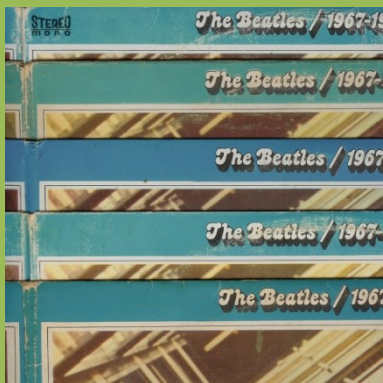 STEREO
mono
The Beatles / 1967-19
The Beatles / 1967-
The Beatles / 1967
The Beatles / 1967-
The Beatles / 1967